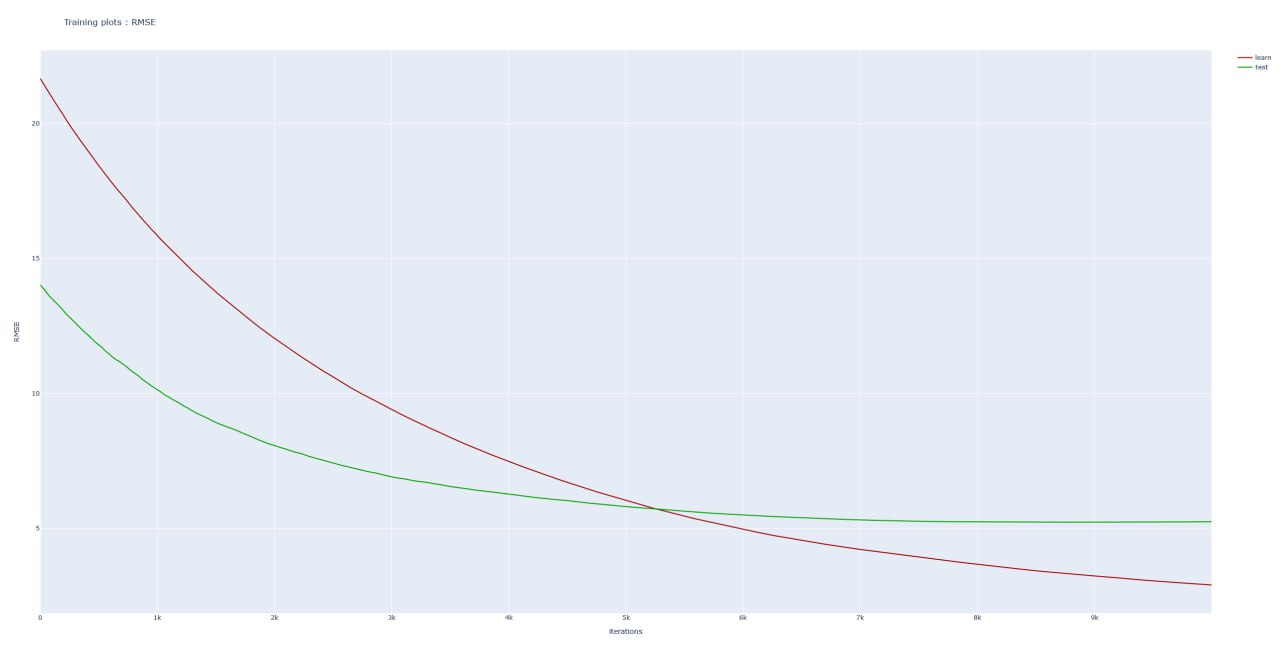 Training plots : RMSE
learn
test
20
15
10
5
RMSE
0 1k 2k 3k 4k 5k 6k 7k 8k 9k
iterations